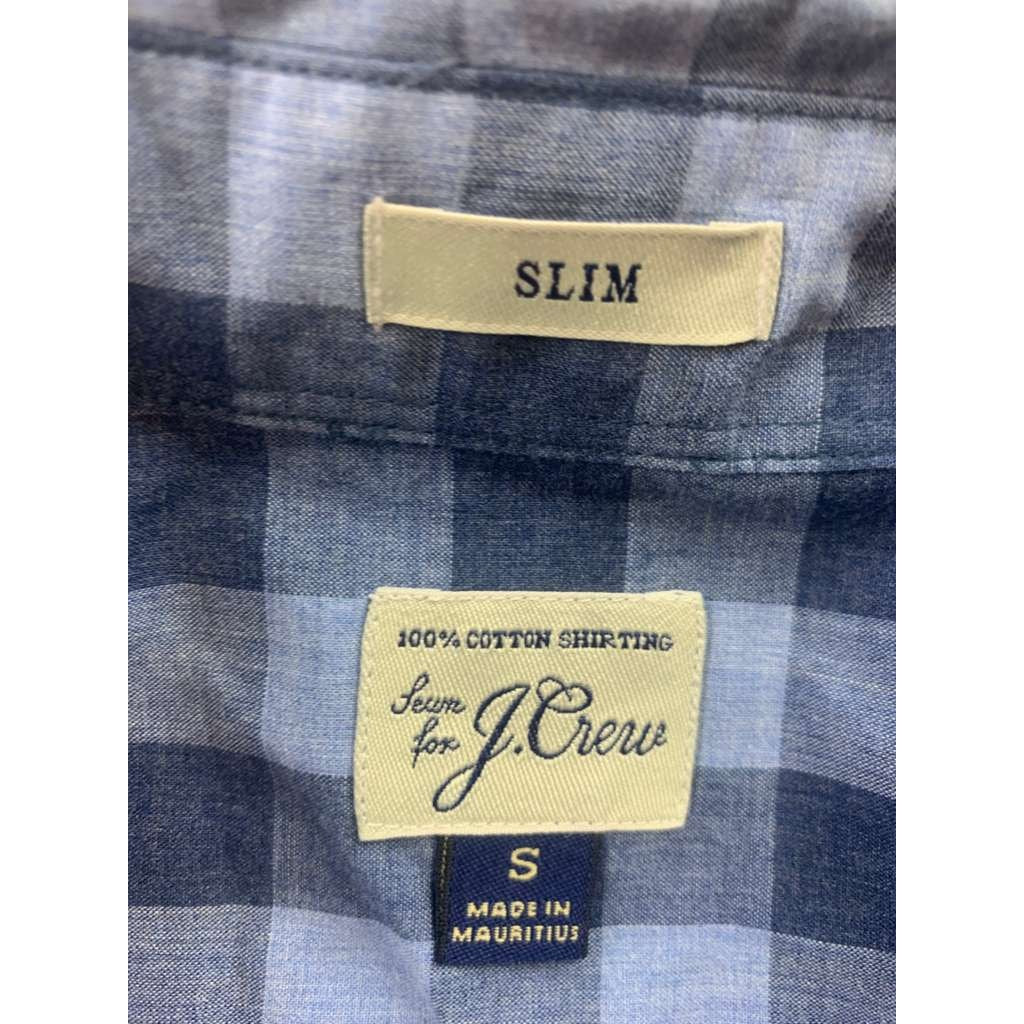 SLIM
100% COTTON SHIRTING
Sewn
for J.Crew
S
MADE IN
MAURITIUS